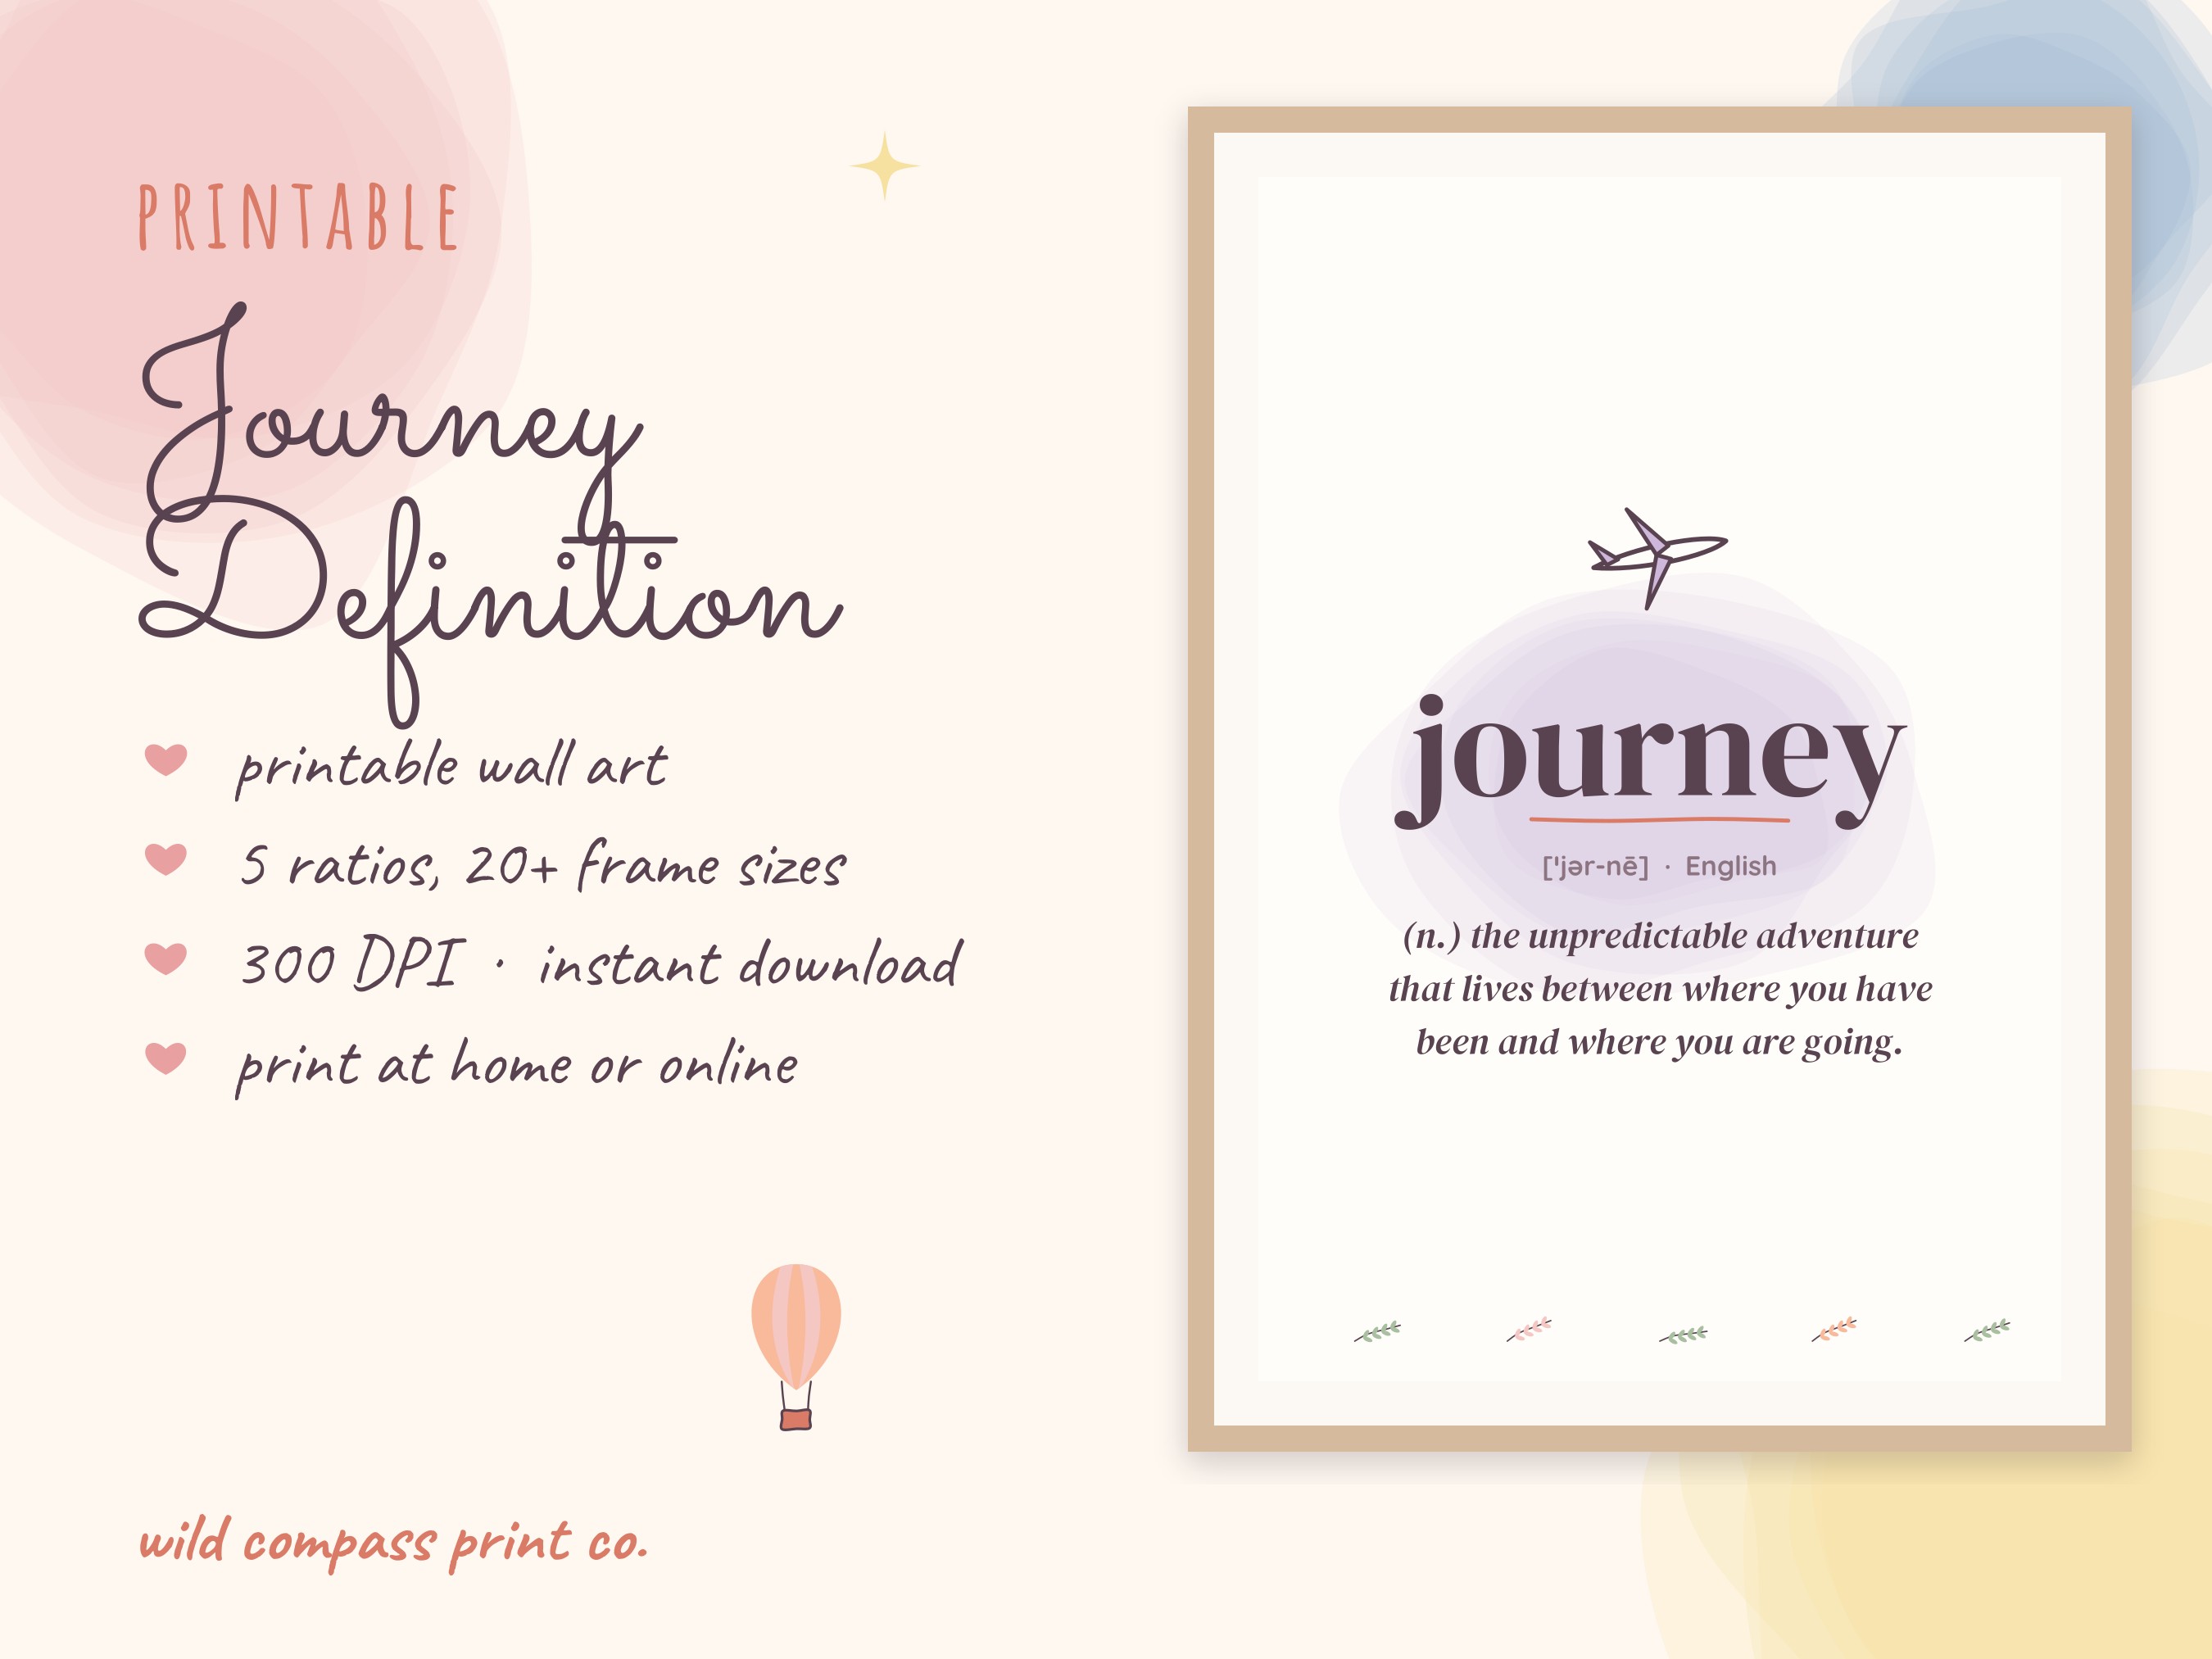 PRINTABLE
Journey
Definition
printable wall art
5 ratios, 20+ frame sizes
300 DPI · instant download
print at home or online
wild compass print co.
journey
['jər-nē] · English
(n.) the unpredictable adventure
that lives between where you have
been and where you are going.